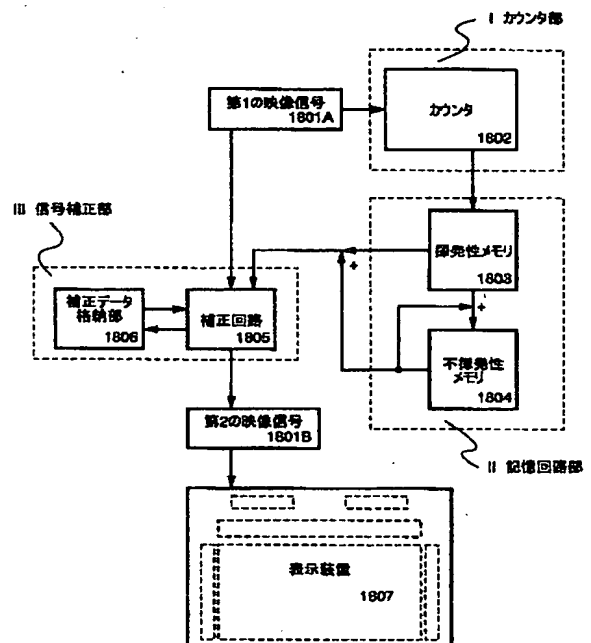 I カウンタ部
第1の映像信号
1801A
カウンタ
1802
III 信号補正部
揮発性メモリ
1803
+
+
補正データ
格納部
1806
補正回路
1805
不揮発性
メモリ
1804
第2の映像信号
1801B
II 記憶回路部
表示装置
1807